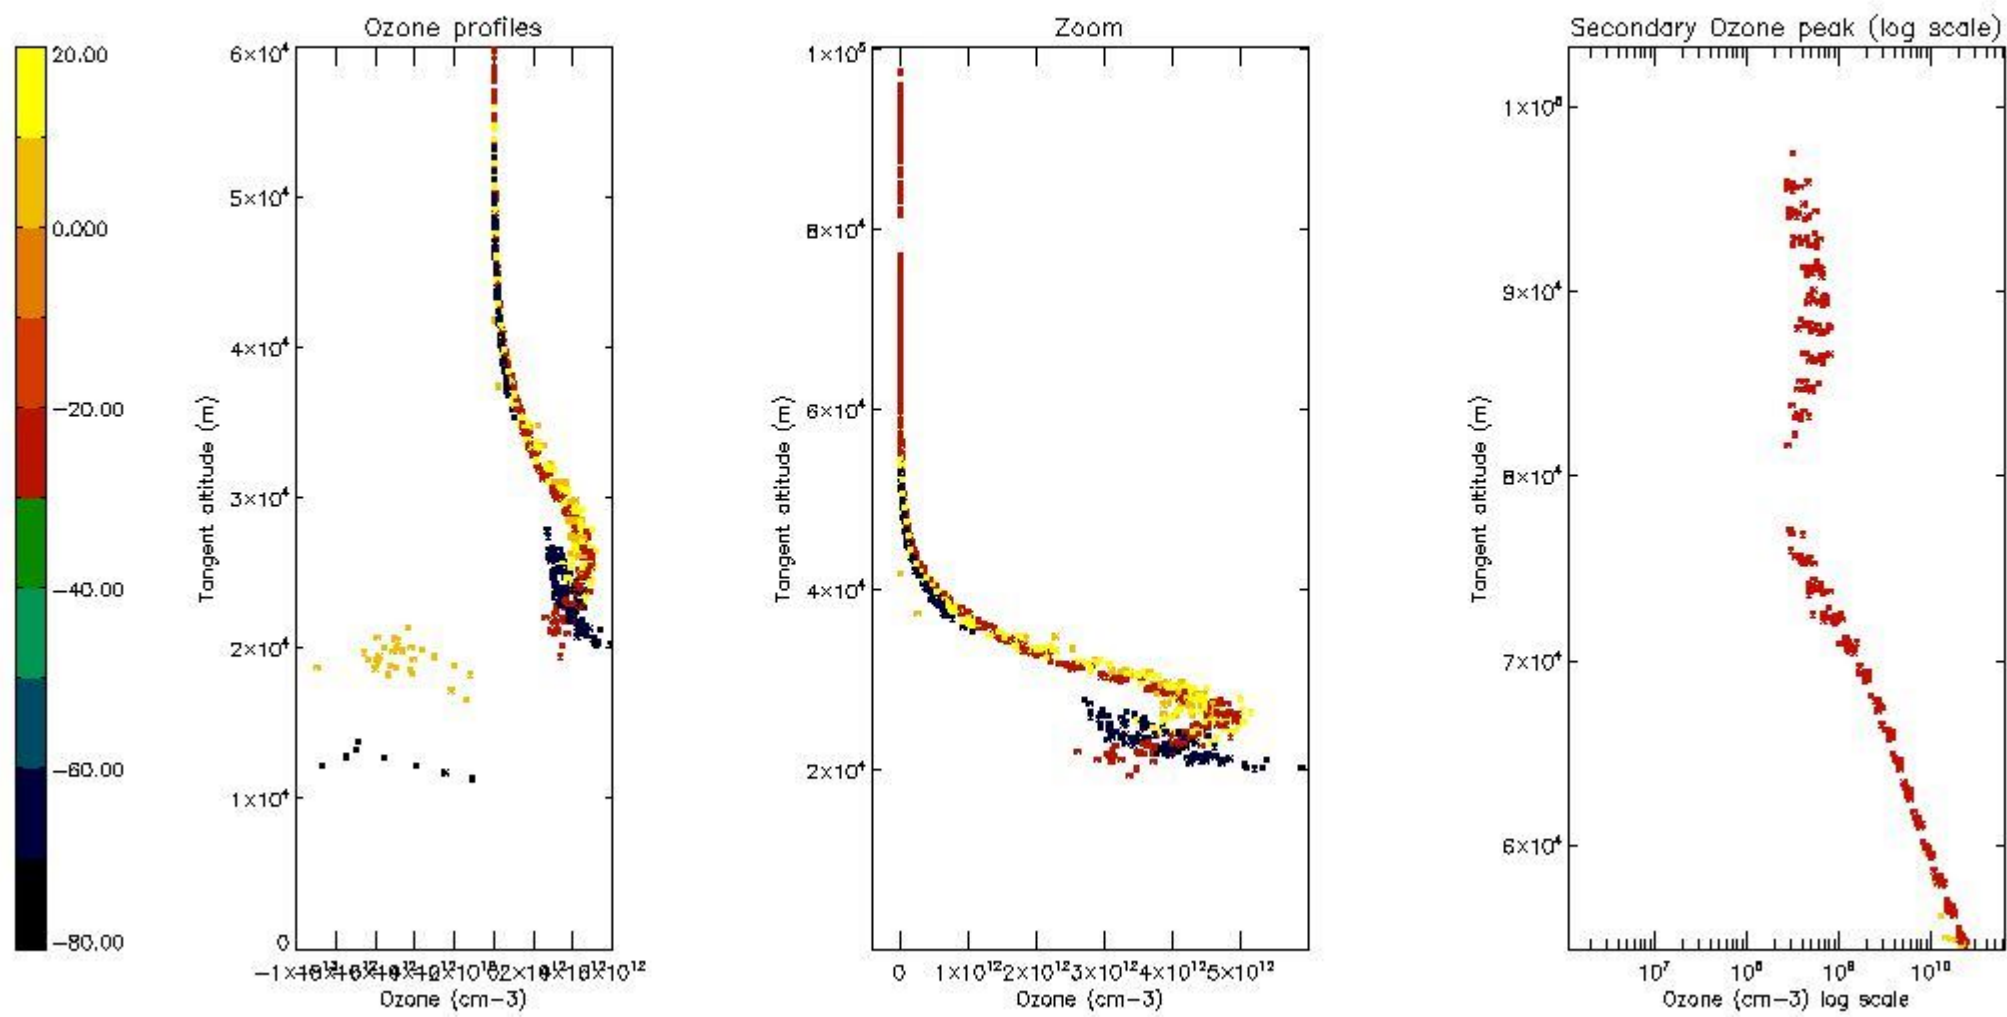 Ozone profiles
Zoom
Secondary Ozone peak (log scale)
20.00
0.000
−20.00
−40.00
−60.00
−80.00
6×10⁴
5×10⁴
4×10⁴
3×10⁴
2×10⁴
1×10⁴
0
Tangent altitude (m)
Ozone (cm−3)
1×10⁵
8×10⁴
6×10⁴
4×10⁴
2×10⁴
Tangent altitude (m)
0 1×10¹² 2×10¹² 3×10¹² 4×10¹² 5×10¹²
Ozone (cm−3)
9×10⁴
8×10⁴
7×10⁴
6×10⁴
Tangent altitude (m)
10⁷ 10⁸ 10⁹ 10¹⁰
Ozone (cm−3) log scale